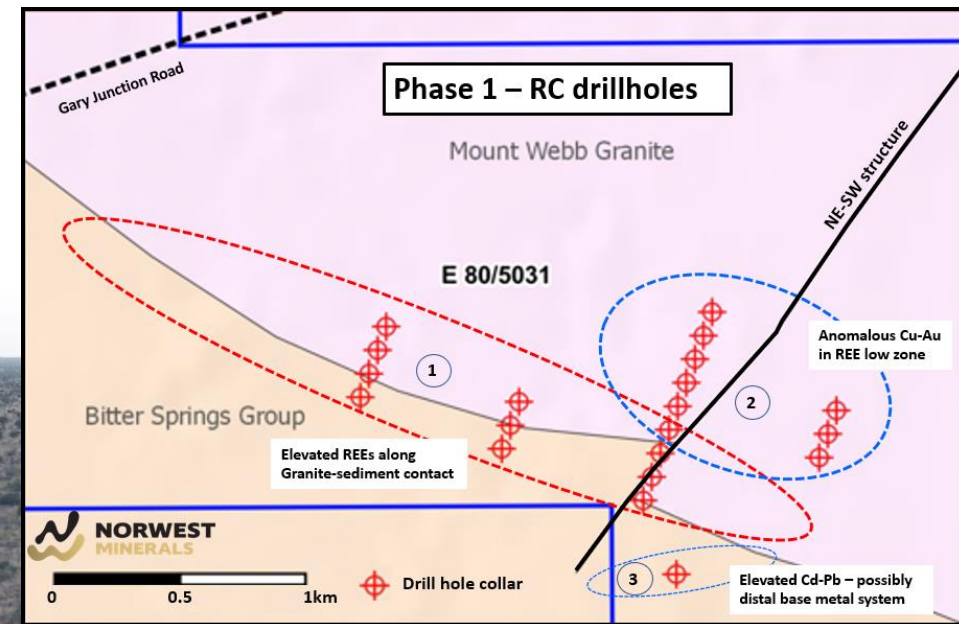 Gary Junction Road
Phase 1 – RC drillholes
Mount Webb Granite
NE-SW structure
E 80/5031
Anomalous Cu-Au
in REE low zone
1
2
Bitter Springs Group
Elevated REEs along
Granite-sediment contact
NORWEST
MINERALS
3
Elevated Cd-Pb – possibly
distal base metal system
Drill hole collar
0 0.5 1km